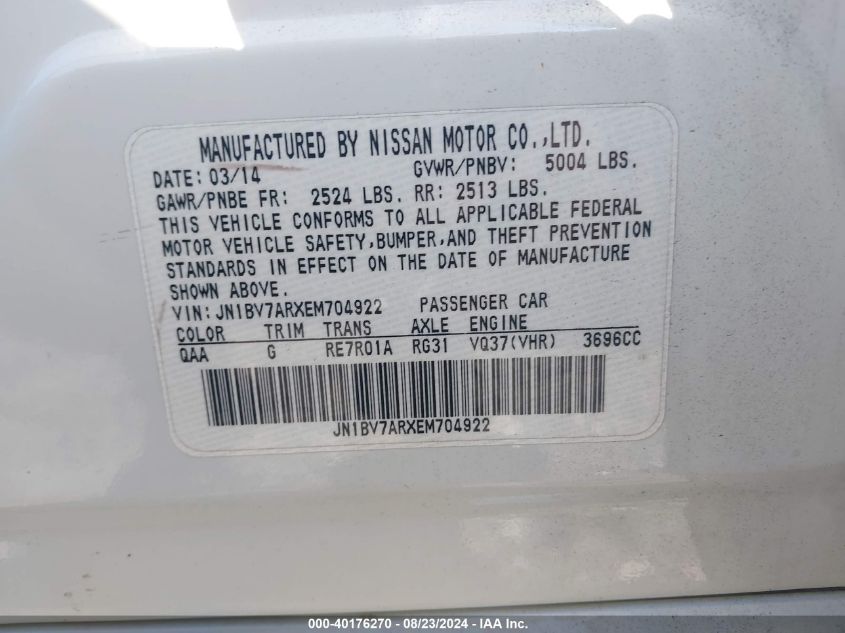 MANUFACTURED BY NISSAN MOTOR CO.,LTD.
DATE: 03/14 GVWR/PNBV: 5004 LBS.
GAWR/PNBE FR: 2524 LBS. RR: 2513 LBS.
THIS VEHICLE CONFORMS TO ALL APPLICABLE FEDERAL
MOTOR VEHICLE SAFETY,BUMPER,AND THEFT PREVENTION
STANDARDS IN EFFECT ON THE DATE OF MANUFACTURE
SHOWN ABOVE.
VIN: JN1BV7ARXEM704922 PASSENGER CAR
COLOR TRIM TRANS AXLE ENGINE
QAA G RE7R01A RG31 VQ37(VHR) 3696CC
JN1BV7ARXEM704922
000-40176270 - 08/23/2024 - IAA Inc.